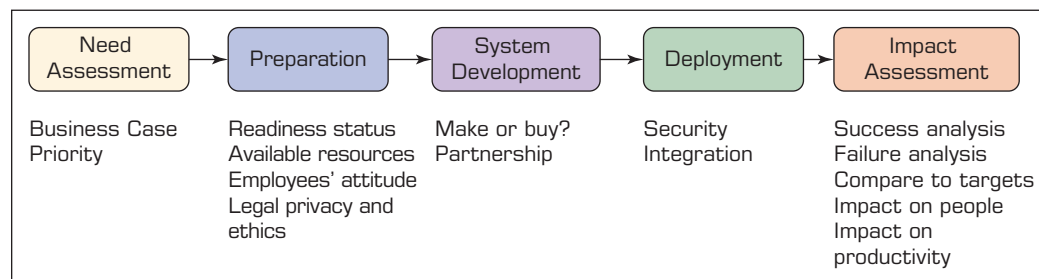 Need
Assessment
Preparation
System
Development
Deployment
Impact
Assessment
Business Case
Priority
Readiness status
Available resources
Employees' attitude
Legal privacy and
ethics
Make or buy?
Partnership
Security
Integration
Success analysis
Failure analysis
Compare to targets
Impact on people
Impact on
productivity